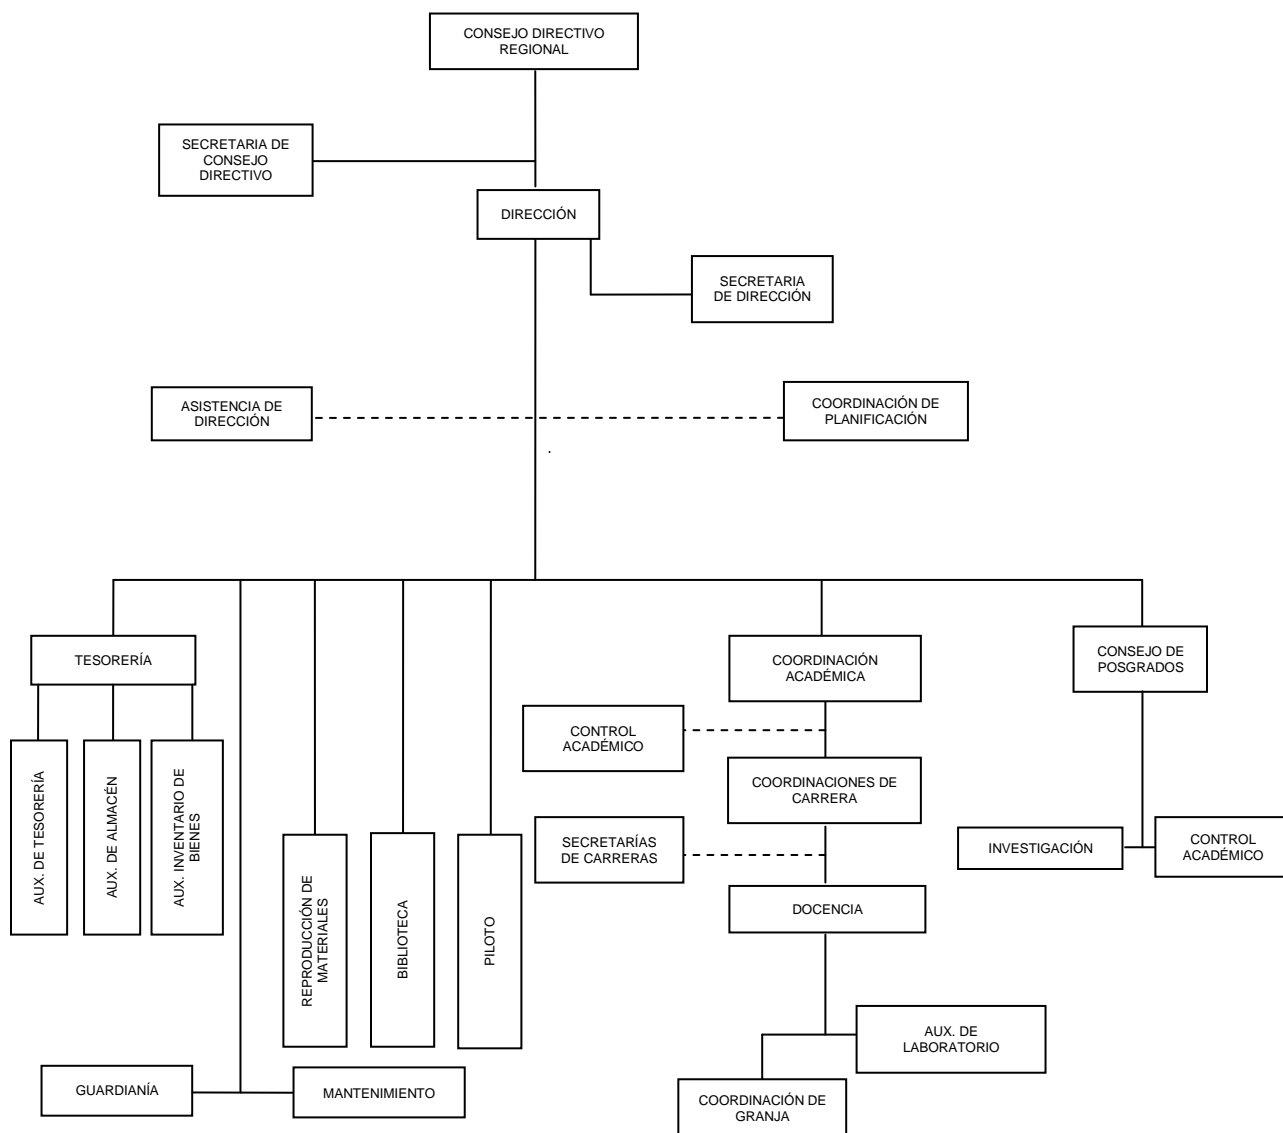 CONSEJO DIRECTIVO
REGIONAL
SECRETARIA DE
CONSEJO
DIRECTIVO
DIRECCIÓN
SECRETARIA
DE DIRECCIÓN
ASISTENCIA DE
DIRECCIÓN
COORDINACIÓN DE
PLANIFICACIÓN
.
TESORERÍA
COORDINACIÓN
ACADÉMICA
CONSEJO DE
POSGRADOS
CONTROL
ACADÉMICO
COORDINACIONES DE
CARRERA
AUX. DE TESORERÍA
AUX. DE ALMACÉN
AUX. INVENTARIO DE
BIENES
SECRETARÍAS
DE CARRERAS
INVESTIGACIÓN
CONTROL
ACADÉMICO
REPRODUCCIÓN DE
MATERIALES
BIBLIOTECA
PILOTO
DOCENCIA
AUX. DE
LABORATORIO
GUARDIANÍA
MANTENIMIENTO
COORDINACIÓN DE
GRANJA